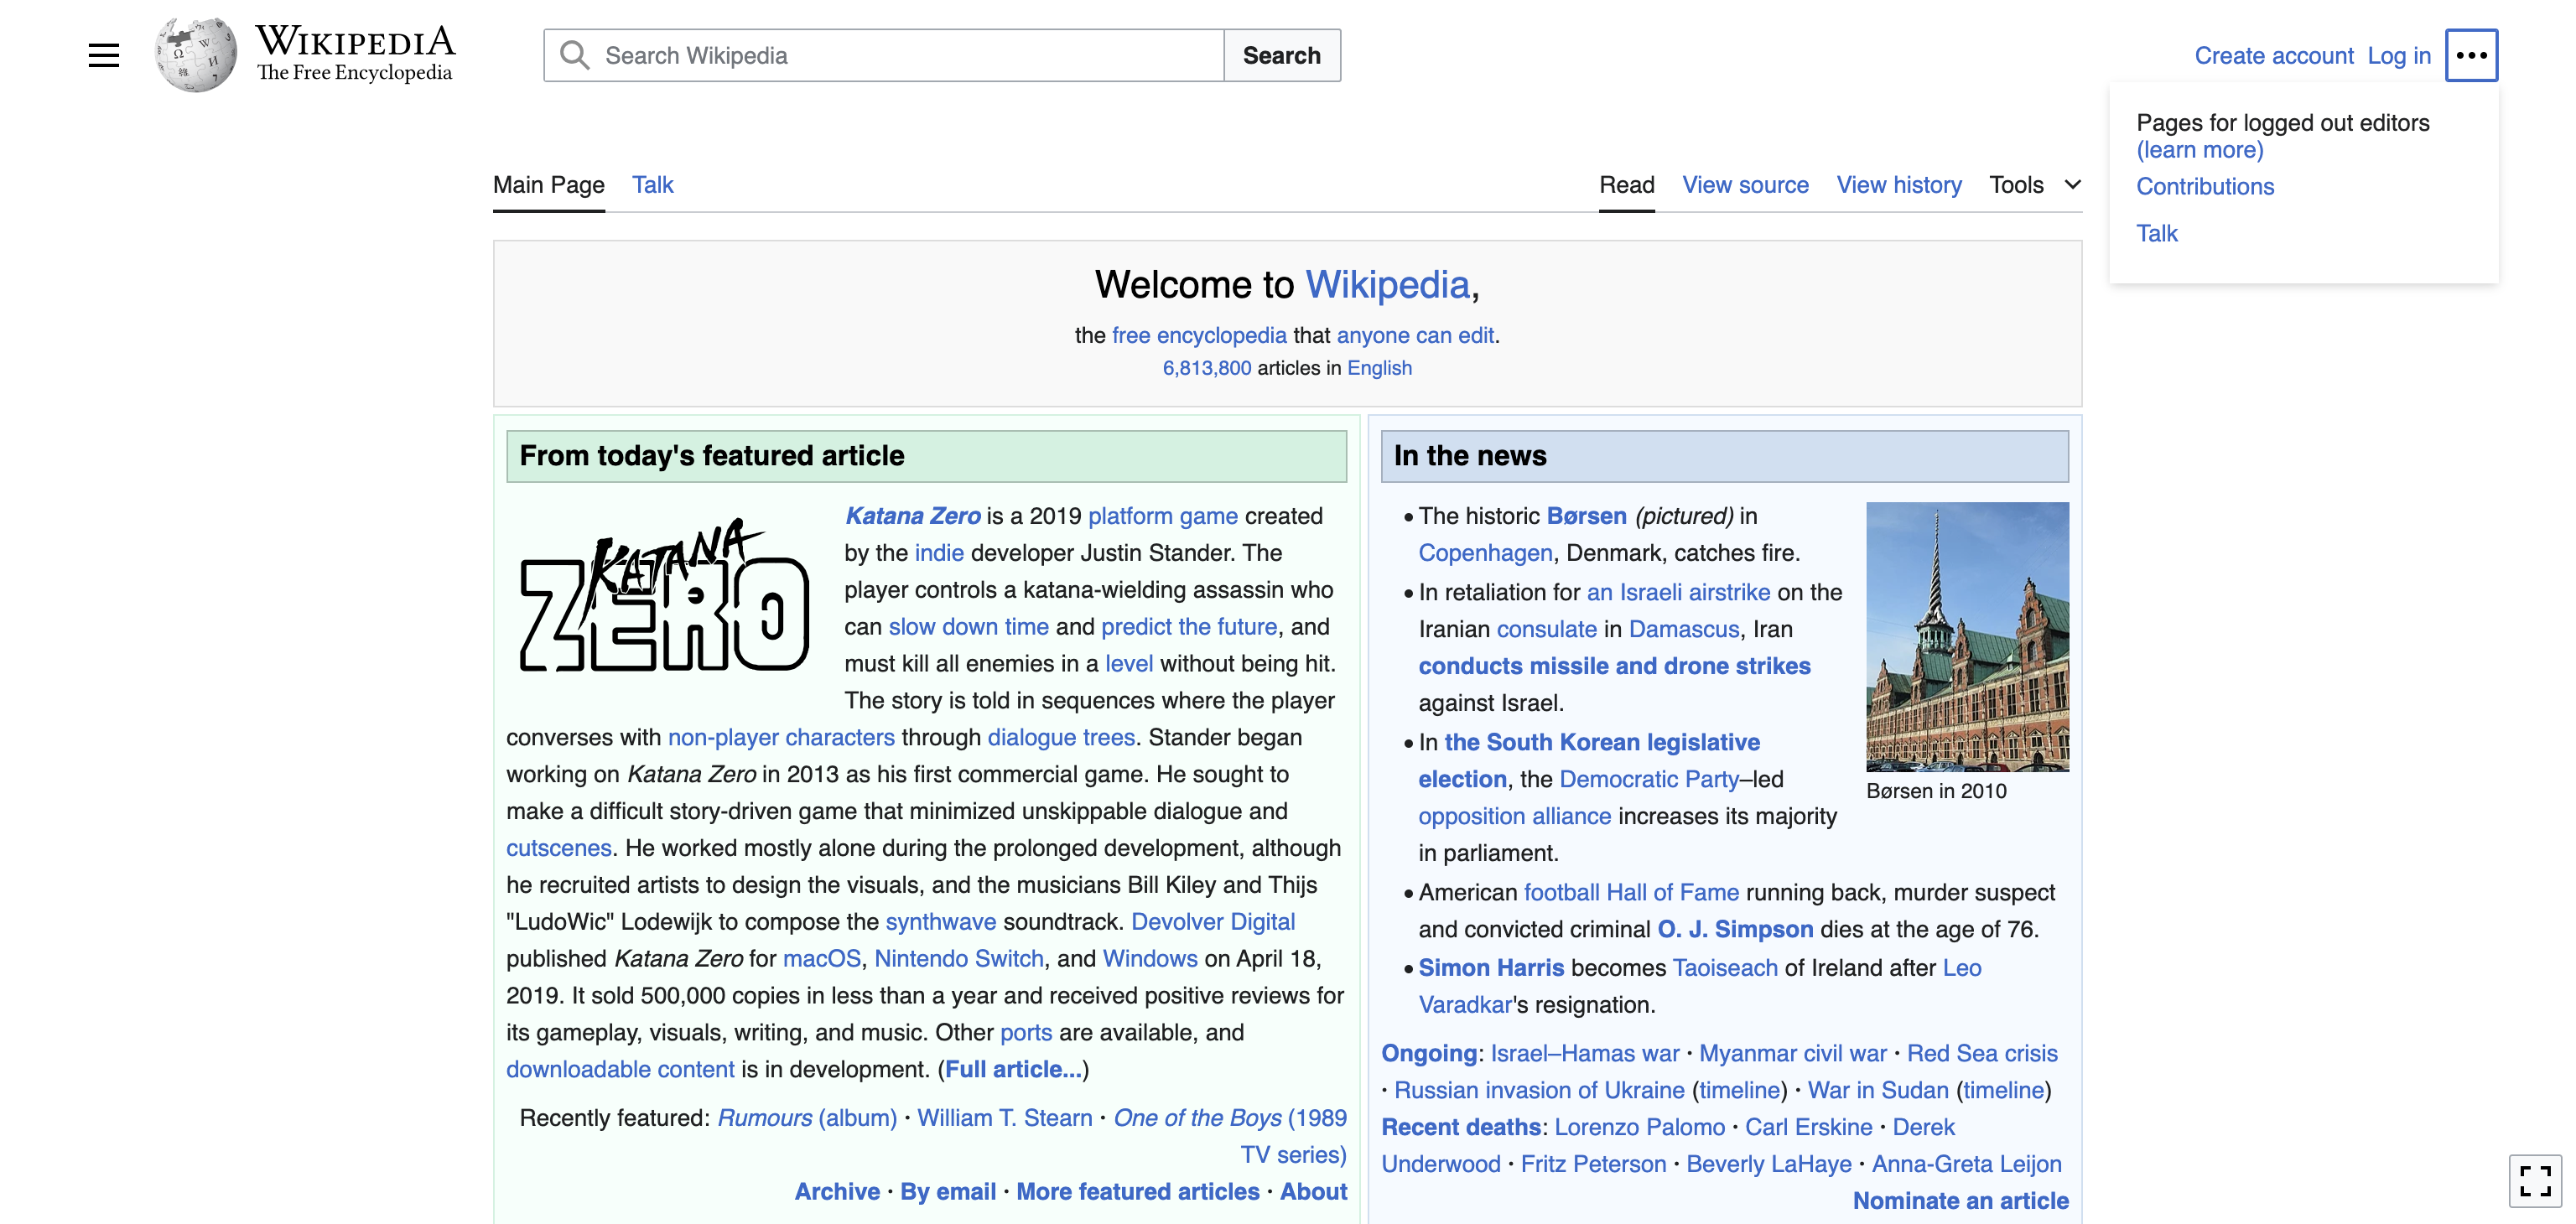 WIKIPEDIA
The Free Encyclopedia
Search Wikipedia
Search
Create account Log in
Pages for logged out editors
(learn more)
Contributions
Talk
Main Page Talk
Read View source View history Tools
Welcome to Wikipedia,
the free encyclopedia that anyone can edit.
6,813,800 articles in English
From today's featured article
KATANA
ZERO
Katana Zero is a 2019 platform game created
by the indie developer Justin Stander. The
player controls a katana-wielding assassin who
can slow down time and predict the future, and
must kill all enemies in a level without being hit.
The story is told in sequences where the player
converses with non-player characters through dialogue trees. Stander began
working on Katana Zero in 2013 as his first commercial game. He sought to
make a difficult story-driven game that minimized unskippable dialogue and
cutscenes. He worked mostly alone during the prolonged development, although
he recruited artists to design the visuals, and the musicians Bill Kiley and Thijs
"LudoWic" Lodewijk to compose the synthwave soundtrack. Devolver Digital
published Katana Zero for macOS, Nintendo Switch, and Windows on April 18,
2019. It sold 500,000 copies in less than a year and received positive reviews for
its gameplay, visuals, writing, and music. Other ports are available, and
downloadable content is in development. (Full article...)
Recently featured: Rumours (album) · William T. Stearn · One of the Boys (1989
TV series)
Archive · By email · More featured articles · About
In the news
• The historic Børsen (pictured) in
Copenhagen, Denmark, catches fire.
• In retaliation for an Israeli airstrike on the
Iranian consulate in Damascus, Iran
conducts missile and drone strikes
against Israel.
• In the South Korean legislative
election, the Democratic Party–led
opposition alliance increases its majority
in parliament.
Børsen in 2010
• American football Hall of Fame running back, murder suspect
and convicted criminal O. J. Simpson dies at the age of 76.
• Simon Harris becomes Taoiseach of Ireland after Leo
Varadkar's resignation.
Ongoing: Israel–Hamas war · Myanmar civil war · Red Sea crisis
· Russian invasion of Ukraine (timeline) · War in Sudan (timeline)
Recent deaths: Lorenzo Palomo · Carl Erskine · Derek
Underwood · Fritz Peterson · Beverly LaHaye · Anna-Greta Leijon
Nominate an article